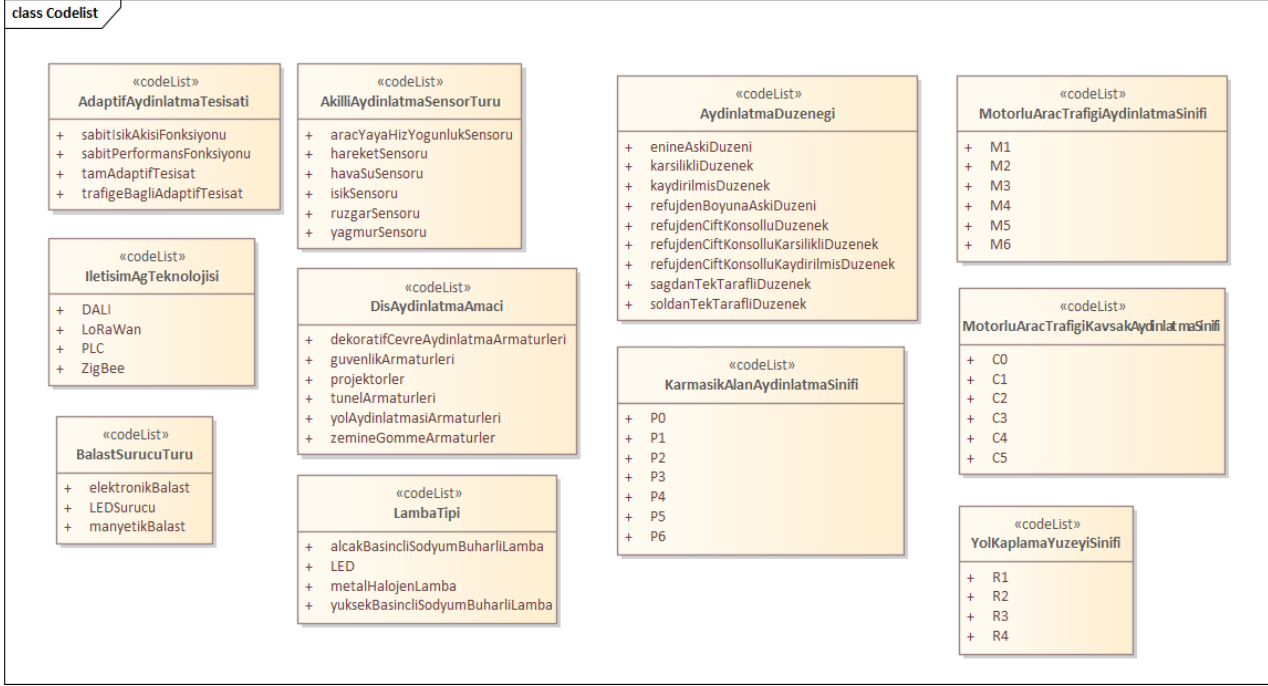 class Codelist
«codeList»
AdaptifAydinlatmaTesisati
+ sabitIsikAkisiFonksiyonu
+ sabitPerformansFonksiyonu
+ tamAdaptifTesisat
+ trafigeBagliAdaptifTesisat
«codeList»
IletisimAgTeknolojisi
+ DALI
+ LoRaWan
+ PLC
+ ZigBee
«codeList»
BalastSurucuTuru
+ elektronikBalast
+ LEDSurucu
+ manyetikBalast
«codeList»
AkilliAydinlatmaSensorTuru
+ aracYayaHizYogunlukSensoru
+ hareketSensoru
+ havaSuSensoru
+ isikSensoru
+ ruzgarSensoru
+ yagmurSensoru
«codeList»
DisAydinlatmaAmaci
+ dekoratifCevreAydinlatmaArmaturleri
+ guvenlikArmaturleri
+ projektorler
+ tunelArmaturleri
+ yolAydinlatmasiArmaturleri
+ zemineGommeArmaturler
«codeList»
LambaTipi
+ alcakBasincliSodyumBuharliLamba
+ LED
+ metalHalojenLamba
+ yuksekBasincliSodyumBuharliLamba
«codeList»
AydinlatmaDuzenegi
+ enineAskiDuzeni
+ karsilikliDuzenek
+ kaydirilmisDuzenek
+ refujdenBoyunaAskiDuzeni
+ refujdenCiftKonsolluDuzenek
+ refujdenCiftKonsolluKarsilikliDuzenek
+ refujdenCiftKonsolluKaydirilmisDuzenek
+ sagdanTekTarafliDuzenek
+ soldanTekTarafliDuzenek
«codeList»
KarmasikAlanAydinlatmaSinifi
+ P0
+ P1
+ P2
+ P3
+ P4
+ P5
+ P6
«codeList»
MotorluAracTrafigiAydinlatmaSinifi
+ M1
+ M2
+ M3
+ M4
+ M5
+ M6
«codeList»
MotorluAracTrafigiKavsakAydinlatmaSinifi
+ C0
+ C1
+ C2
+ C3
+ C4
+ C5
«codeList»
YolKaplamaYuzeyiSinifi
+ R1
+ R2
+ R3
+ R4